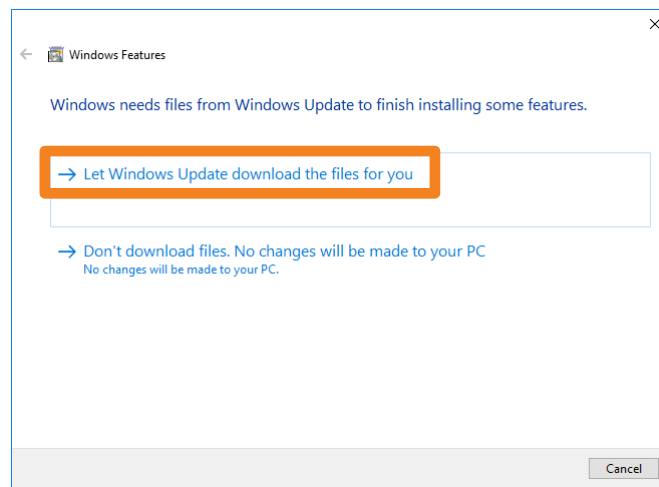 Windows Features
Windows needs files from Windows Update to finish installing some features.
Let Windows Update download the files for you
Don't download files. No changes will be made to your PC
No changes will be made to your PC.
Cancel